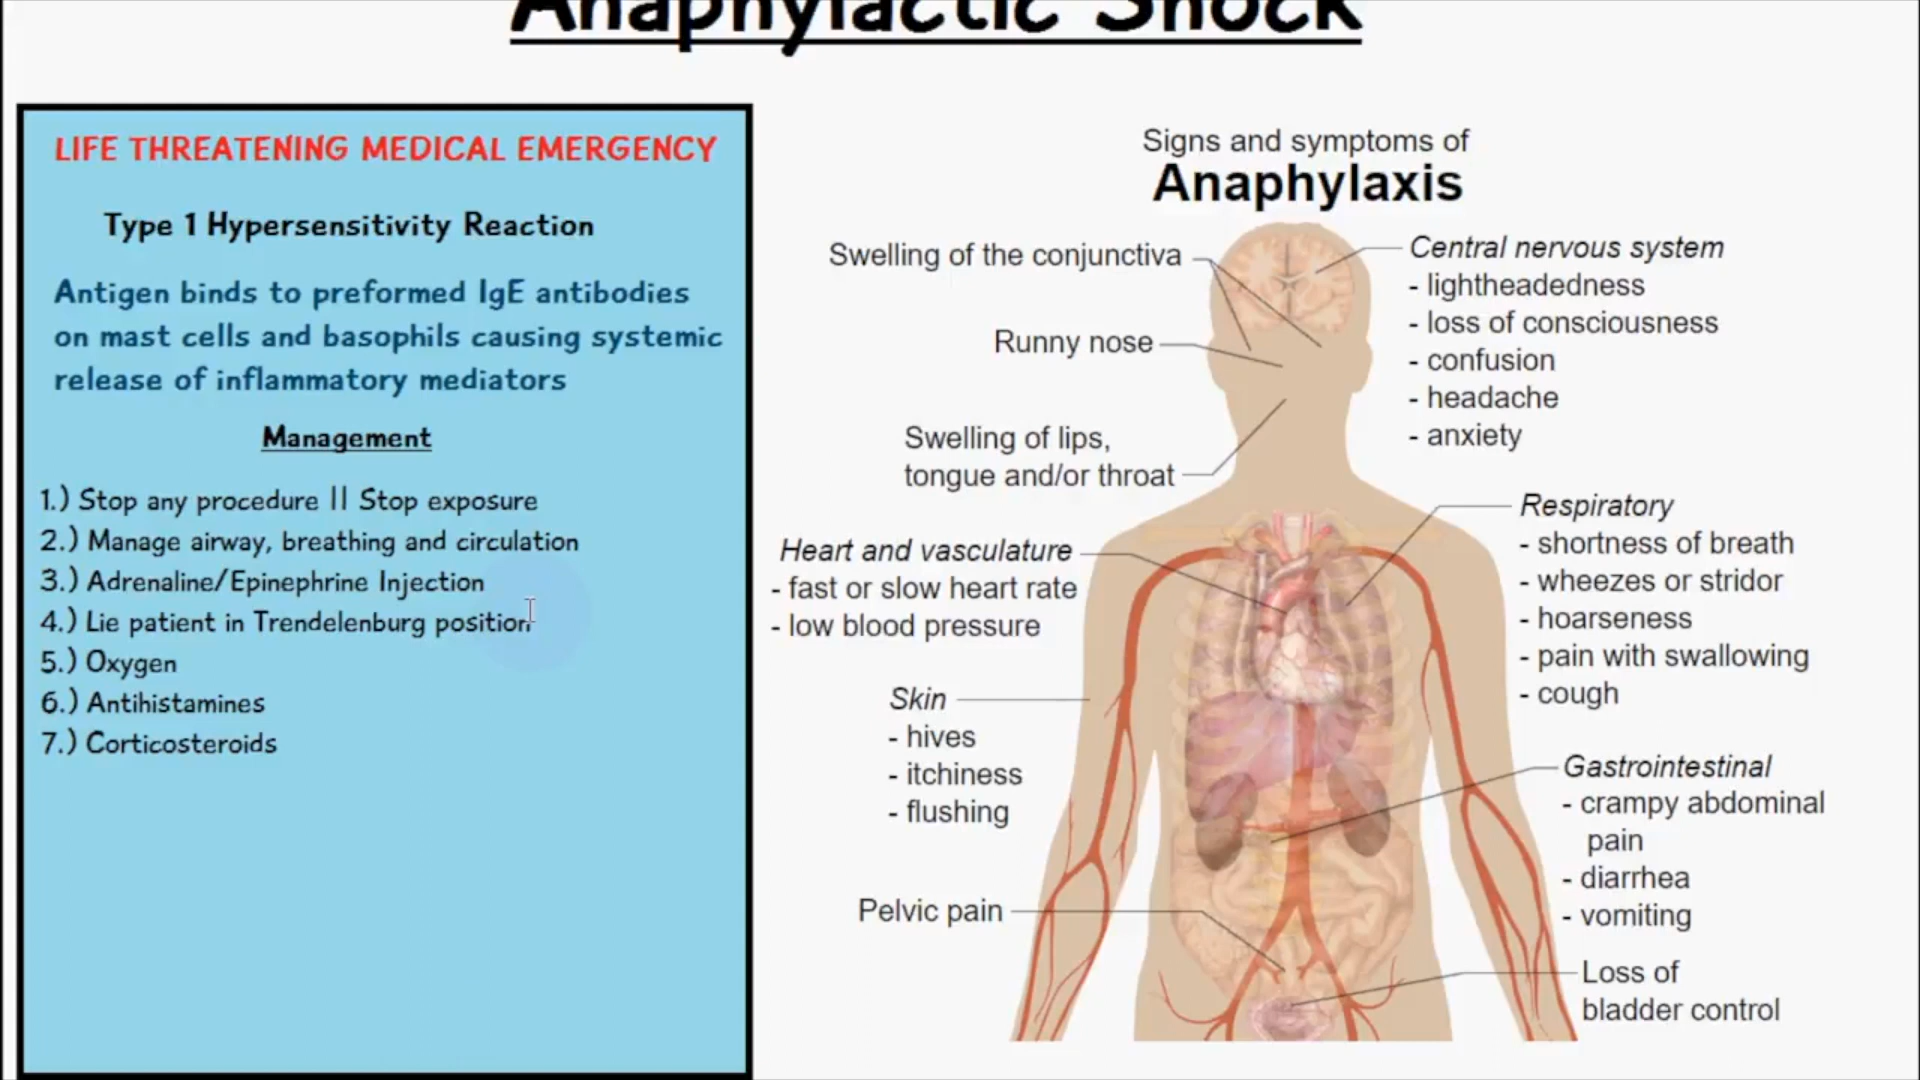 Anaphylactic Shock
LIFE THREATENING MEDICAL EMERGENCY
Type 1 Hypersensitivity Reaction
Antigen binds to preformed IgE antibodies
on mast cells and basophils causing systemic
release of inflammatory mediators
Management
1.) Stop any procedure || Stop exposure
2.) Manage airway, breathing and circulation
3.) Adrenaline/Epinephrine Injection
4.) Lie patient in Trendelenburg position
5.) Oxygen
6.) Antihistamines
7.) Corticosteroids
Signs and symptoms of
Anaphylaxis
Swelling of the conjunctiva
Runny nose
Swelling of lips,
tongue and/or throat
Heart and vasculature
- fast or slow heart rate
- low blood pressure
Skin
- hives
- itchiness
- flushing
Pelvic pain
Central nervous system
- lightheadedness
- loss of consciousness
- confusion
- headache
- anxiety
Respiratory
- shortness of breath
- wheezes or stridor
- hoarseness
- pain with swallowing
- cough
Gastrointestinal
- crampy abdominal
pain
- diarrhea
- vomiting
Loss of
bladder control